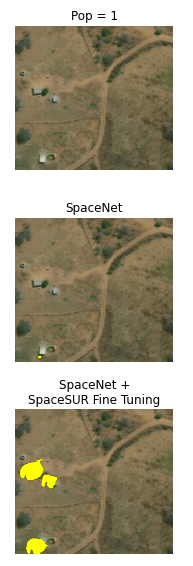 Pop = 1
SpaceNet
SpaceNet +
SpaceSUR Fine Tuning